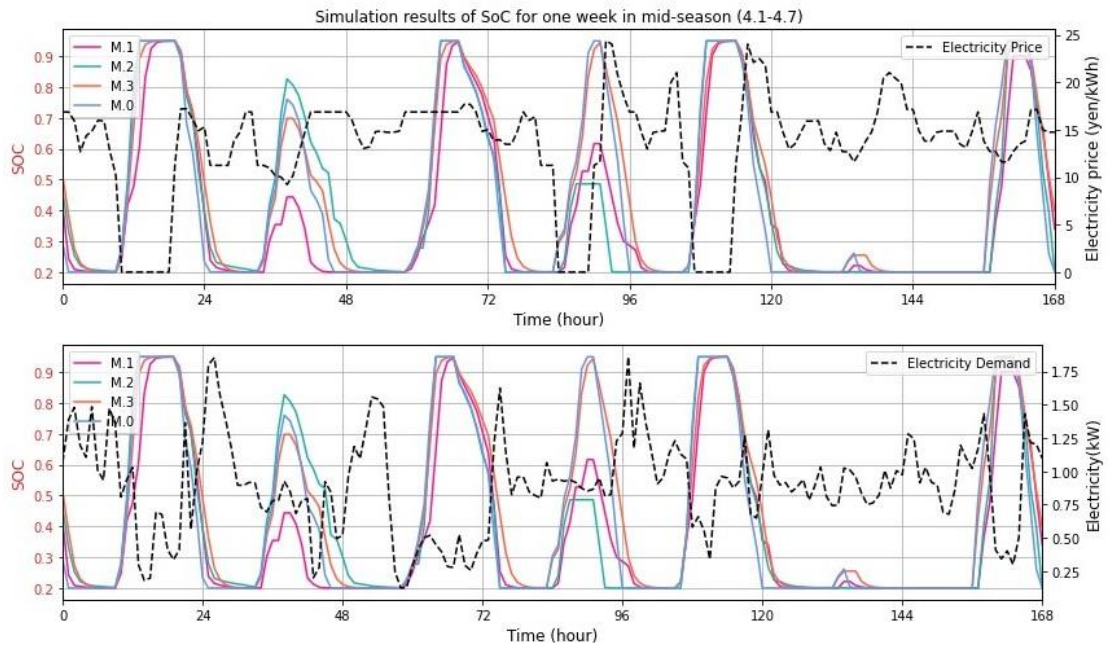 Simulation results of SoC for one week in mid-season (4.1-4.7)
M.1
M.2
M.3
M.0
Electricity Price
SOC
0.9
0.8
0.7
0.6
0.5
0.4
0.3
0.2
25
20
15
10
5
0
Electricity price (yen/kWh)
0 24 48 72 96 120 144 168
Time (hour)
M.1
M.2
M.3
M.0
Electricity Demand
SOC
0.9
0.8
0.7
0.6
0.5
0.4
0.3
0.2
1.75
1.50
1.25
1.00
0.75
0.50
0.25
Electricity(kW)
0 24 48 72 96 120 144 168
Time (hour)